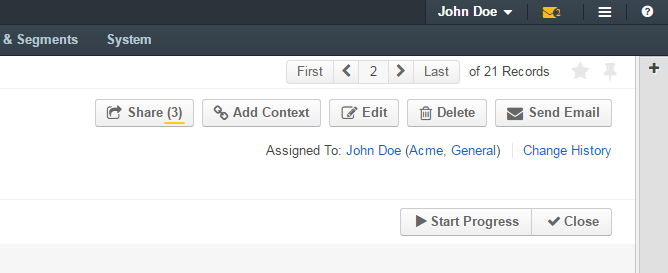 John Doe 2
& Segments System
First 2 Last of 21 Records
Share (3) Add Context Edit Delete Send Email
Assigned To: John Doe (Acme, General) Change History
Start Progress Close